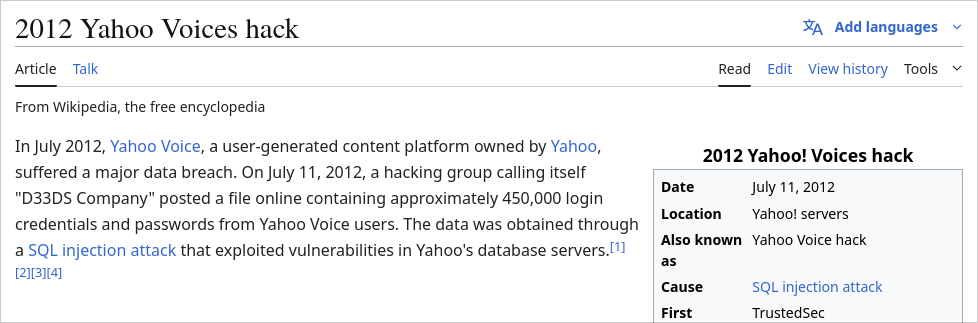 2012 Yahoo Voices hack
Add languages
Article Talk Read Edit View history Tools
From Wikipedia, the free encyclopedia
In July 2012, Yahoo Voice, a user-generated content platform owned by Yahoo,
suffered a major data breach. On July 11, 2012, a hacking group calling itself
"D33DS Company" posted a file online containing approximately 450,000 login
credentials and passwords from Yahoo Voice users. The data was obtained through
a SQL injection attack that exploited vulnerabilities in Yahoo's database servers.[1]
[2][3][4]
2012 Yahoo! Voices hack
Date July 11, 2012
Location Yahoo! servers
Also known Yahoo Voice hack
as
Cause SQL injection attack
First TrustedSec